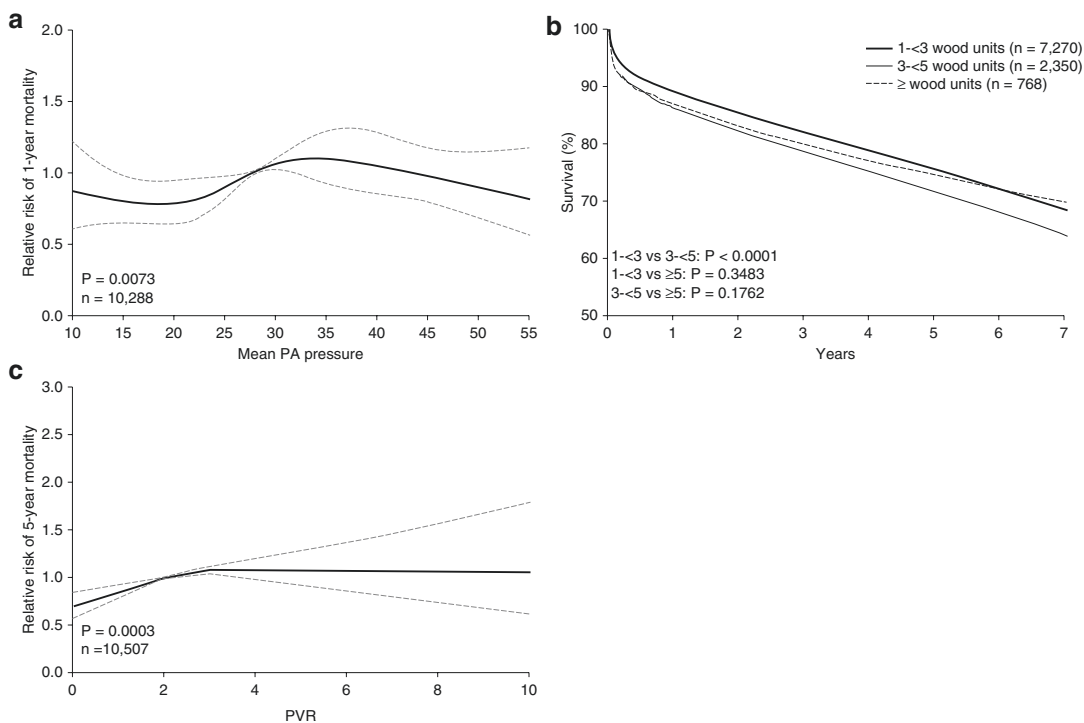 a
2.0
1.5
1.0
0.5
0.0
Relative risk of 1-year mortality
P = 0.0073
n = 10,288
10 15 20 25 30 35 40 45 50 55
Mean PA pressure
b
100
90
80
70
60
50
Survival (%)
1-<3 wood units (n = 7,270)
3-<5 wood units (n = 2,350)
≥ wood units (n = 768)
1-<3 vs 3-<5: P < 0.0001
1-<3 vs ≥5: P = 0.3483
3-<5 vs ≥5: P = 0.1762
0 1 2 3 4 5 6 7
Years
c
3.0
2.5
2.0
1.5
1.0
0.5
0.0
Relative risk of 5-year mortality
P = 0.0003
n =10,507
0 2 4 6 8 10
PVR